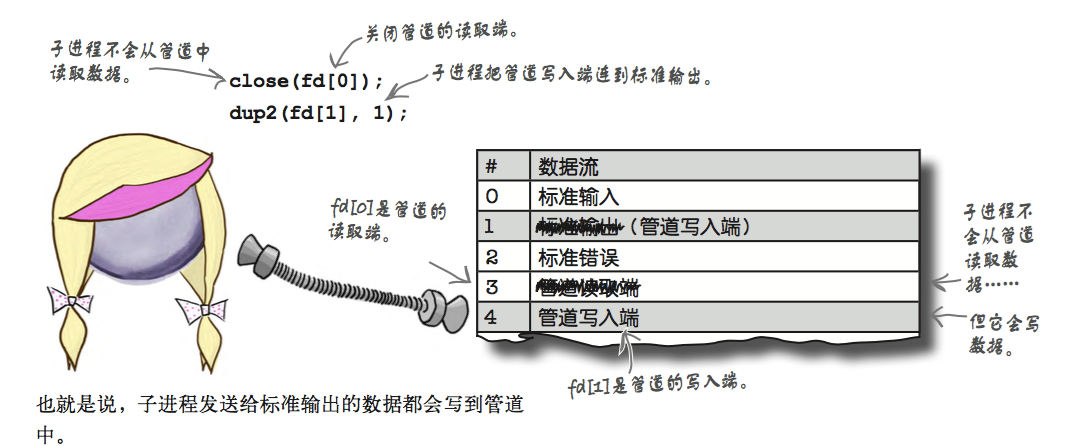 关闭管道的读取端。
子进程不会从管道中
读取数据。
close(fd[0]);
子进程把管道写入端连到标准输出。
dup2(fd[1], 1);
# 数据流
0 标准输入
1 标准输出（管道写入端）
2 标准错误
3 管道读取端
4 管道写入端
fd[0]是管道的
读取端。
子进程不
会从管道
读取数
据……
但它会写
数据。
fd[1]是管道的写入端。
也就是说，子进程发送给标准输出的数据都会写到管道
中。